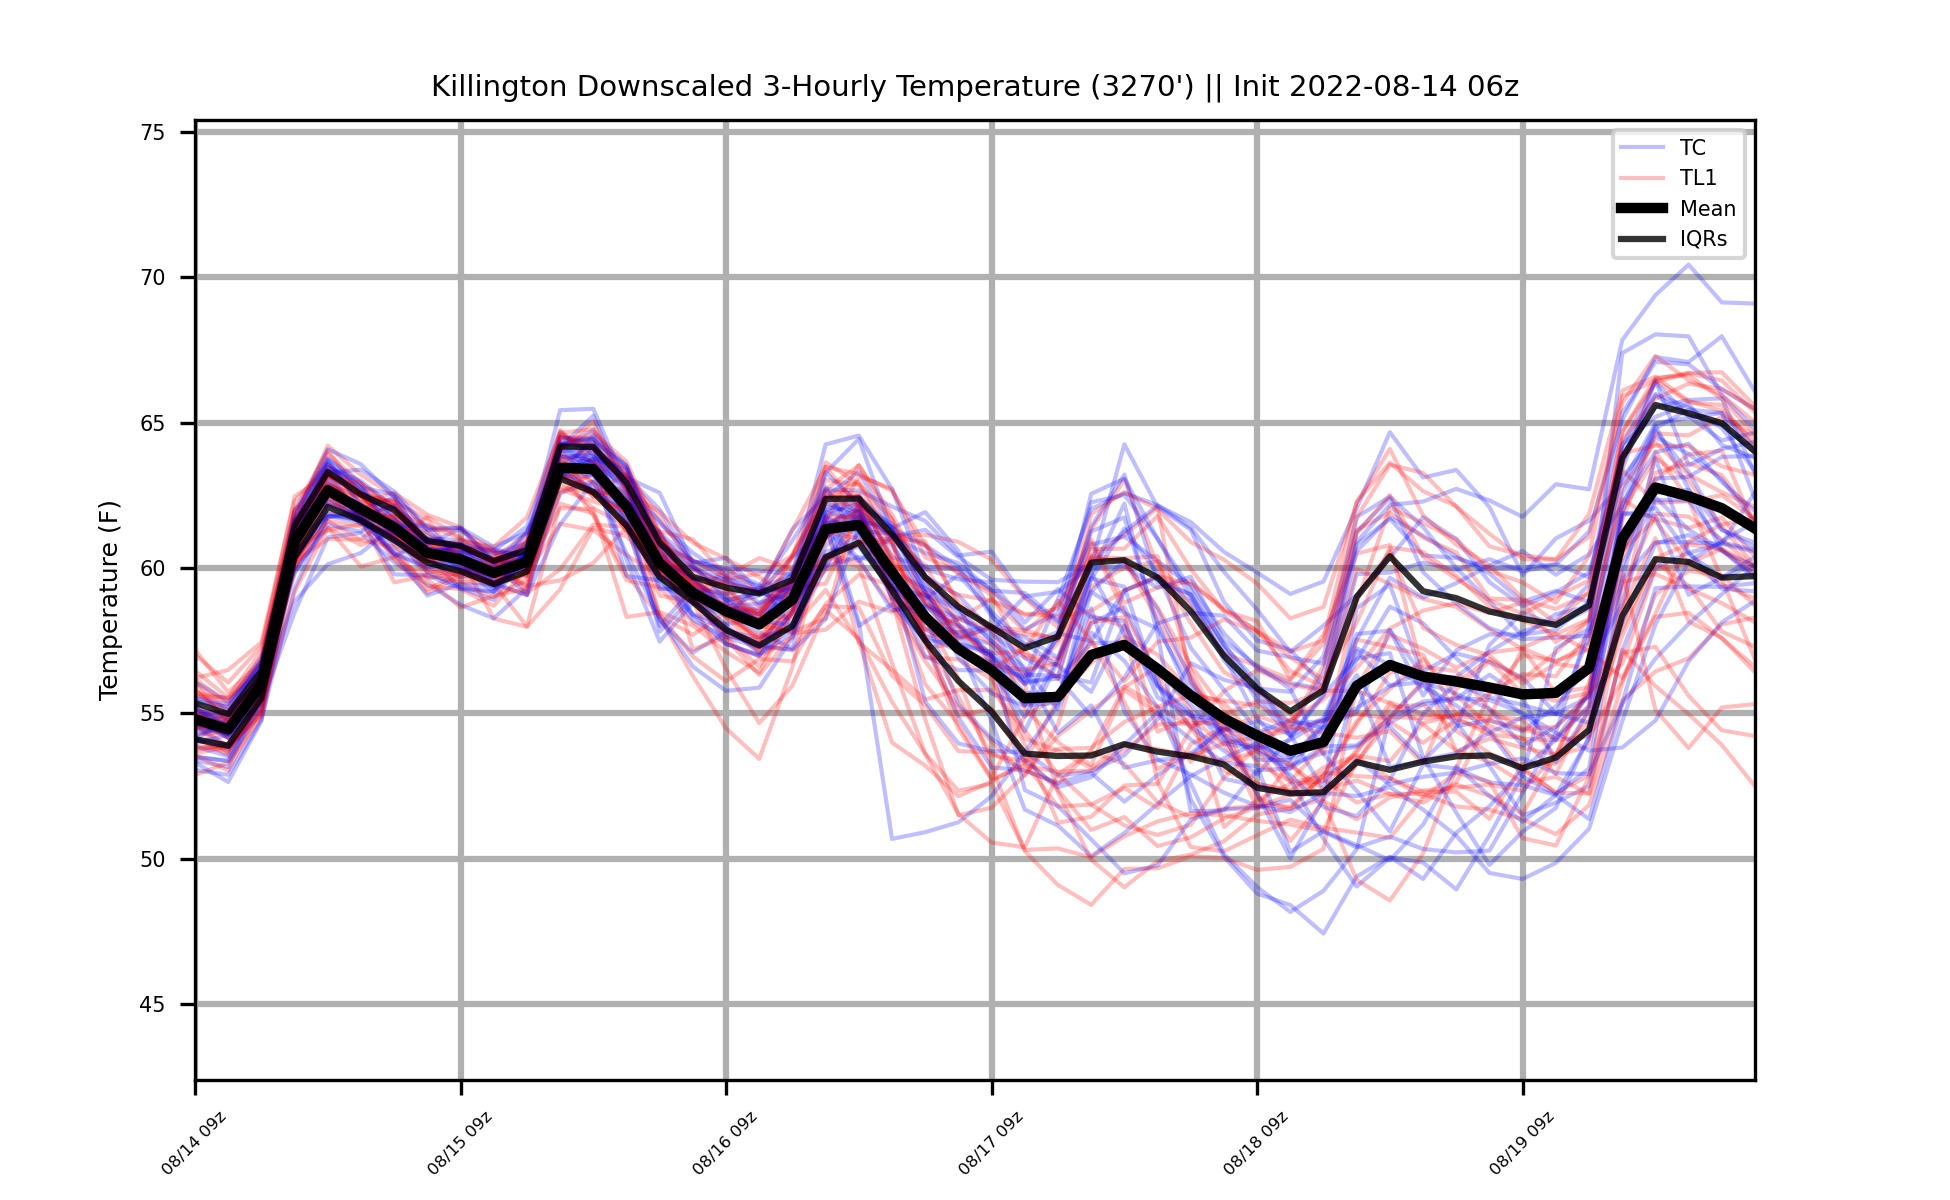 Killington Downscaled 3-Hourly Temperature (3270') || Init 2022-08-14 06z
TC
TL1
Mean
IQRs
Temperature (F)
75
70
65
60
55
50
45
08/14 09z
08/15 09z
08/16 09z
08/17 09z
08/18 09z
08/19 09z